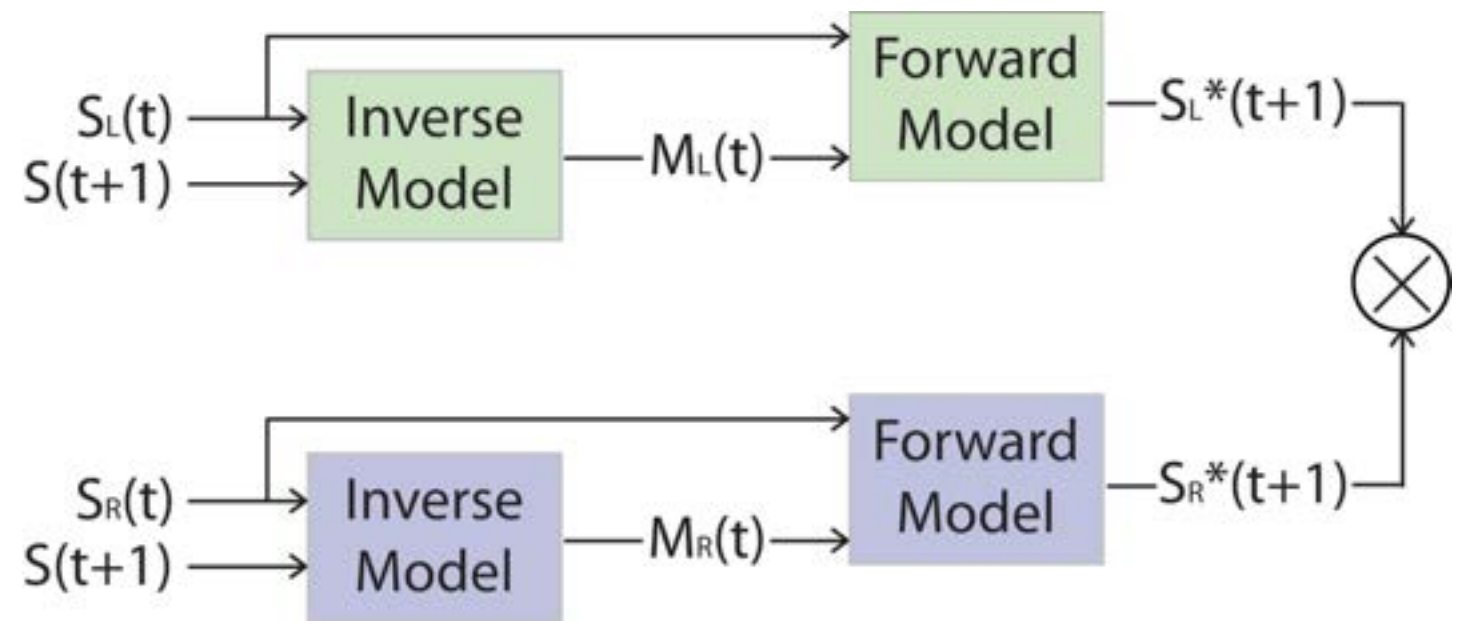 Forward
Model
SL(t)
Inverse
Model
SL*(t+1)
ML(t)
S(t+1)
Forward
Model
SR(t)
Inverse
Model
SR*(t+1)
MR(t)
S(t+1)